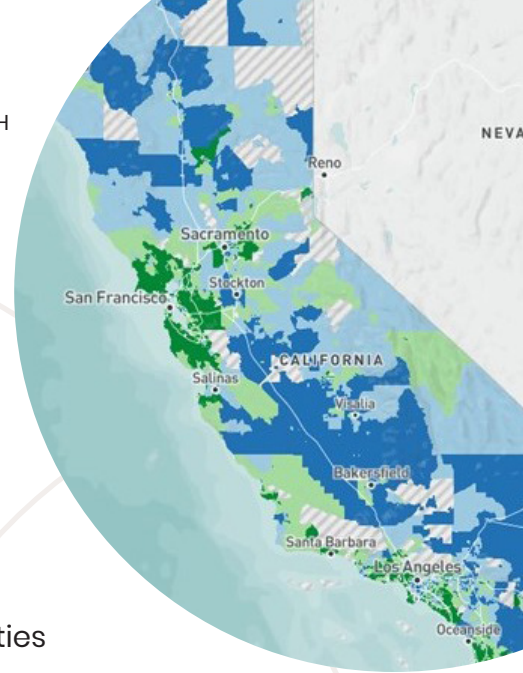 H
NEVA
Reno
Sacramento
Stockton
San Francisco
CALIFORNIA
Salinas
Visalia
Bakersfield
Santa Barbara
Los Angeles
Oceanside
ties